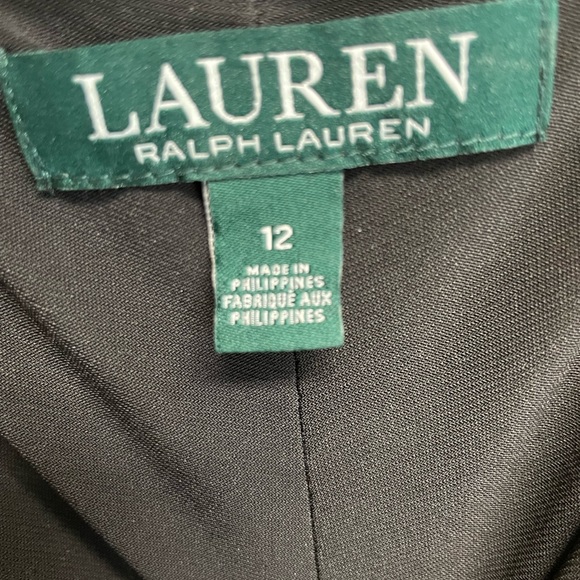 LAUREN
RALPH LAUREN
12
MADE IN
PHILIPPINES
FABRIQUÉ AUX
PHILIPPINES